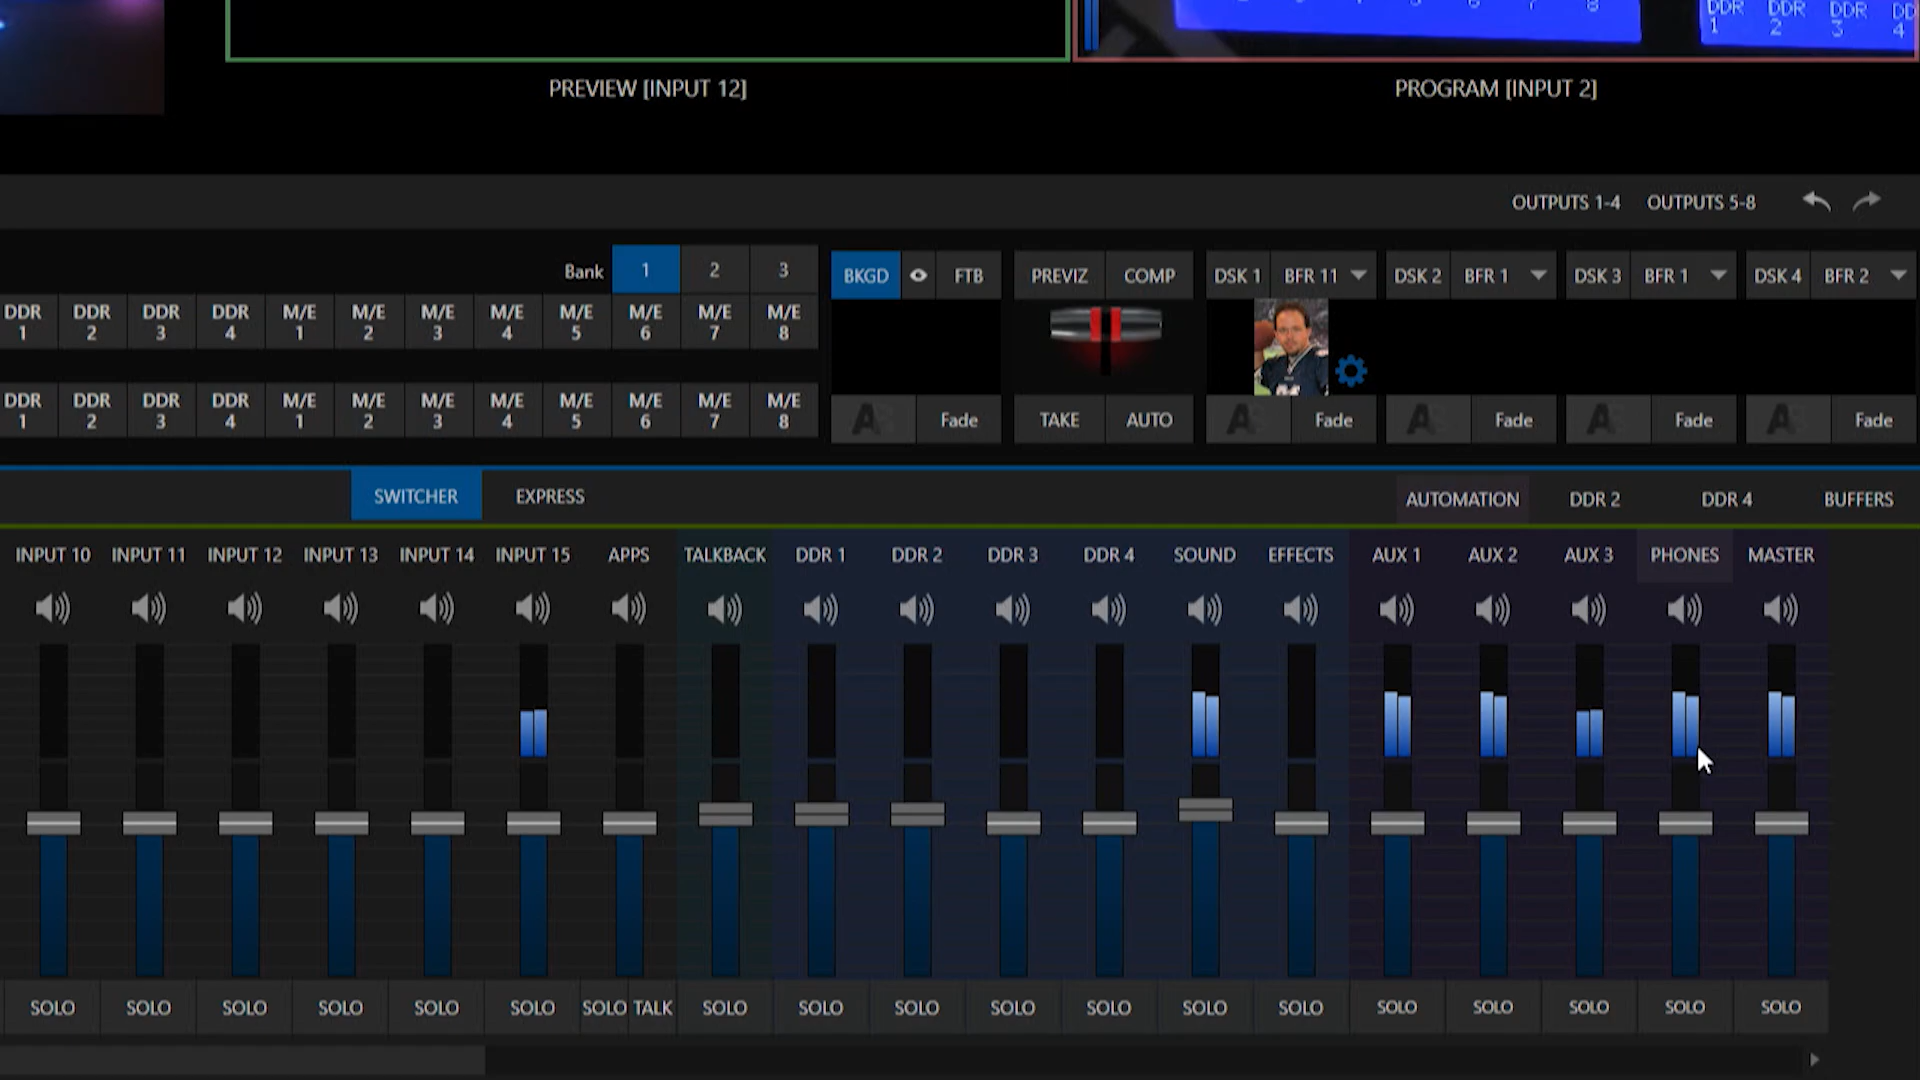 8
DDR 1
DDR 2
DDR 3
4
PREVIEW [INPUT 12]
PROGRAM [INPUT 2]
OUTPUTS 1-4 OUTPUTS 5-8
Bank 1 2 3
BKGD FTB PREVIZ COMP DSK 1 BFR 11 DSK 2 BFR 1 DSK 3 BFR 1 DSK 4 BFR 2
DDR DDR DDR DDR M/E M/E M/E M/E M/E M/E M/E M/E
1 2 3 4 1 2 3 4 5 6 7 8
DDR DDR DDR DDR M/E M/E M/E M/E M/E M/E M/E M/E
1 2 3 4 1 2 3 4 5 6 7 8
Fade TAKE AUTO Fade Fade Fade Fade
SWITCHER EXPRESS AUTOMATION DDR 2 DDR 4 BUFFERS
INPUT 10 INPUT 11 INPUT 12 INPUT 13 INPUT 14 INPUT 15 APPS TALKBACK DDR 1 DDR 2 DDR 3 DDR 4 SOUND EFFECTS AUX 1 AUX 2 AUX 3 PHONES MASTER
SOLO SOLO SOLO SOLO SOLO SOLO SOLO TALK SOLO SOLO SOLO SOLO SOLO SOLO SOLO SOLO SOLO SOLO SOLO SOLO